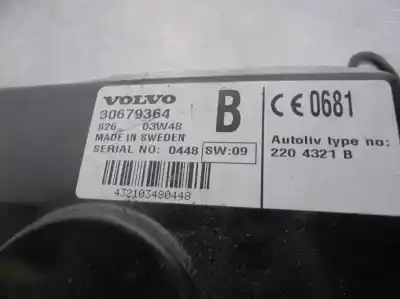 VOLVO
30679364
826 03W48
MADE IN SWEDEN
SERIAL NO: 0448 SW:09
432103480448
B
CE 0681
Autoliv type no:
220 4321 B